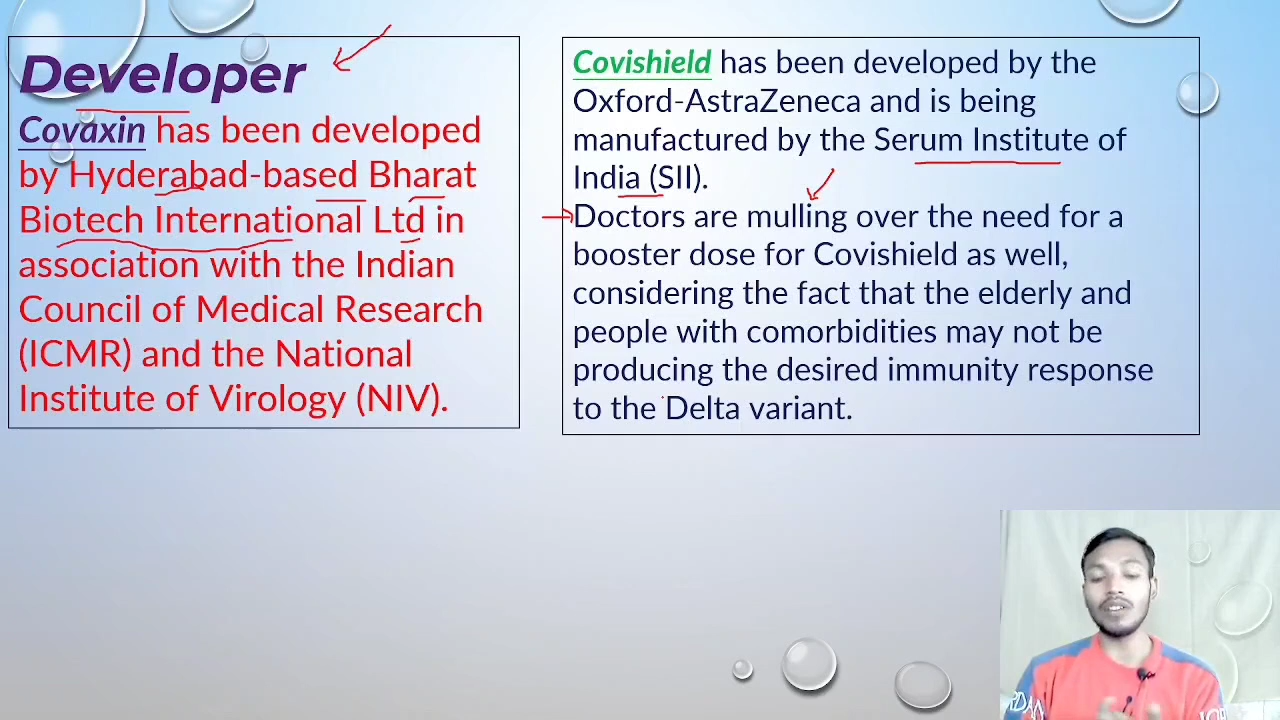 Developer
Covaxin has been developed
by Hyderabad-based Bharat
Biotech International Ltd in
association with the Indian
Council of Medical Research
(ICMR) and the National
Institute of Virology (NIV).
Covishield has been developed by the
Oxford-AstraZeneca and is being
manufactured by the Serum Institute of
India (SII).
Doctors are mulling over the need for a
booster dose for Covishield as well,
considering the fact that the elderly and
people with comorbidities may not be
producing the desired immunity response
to the Delta variant.